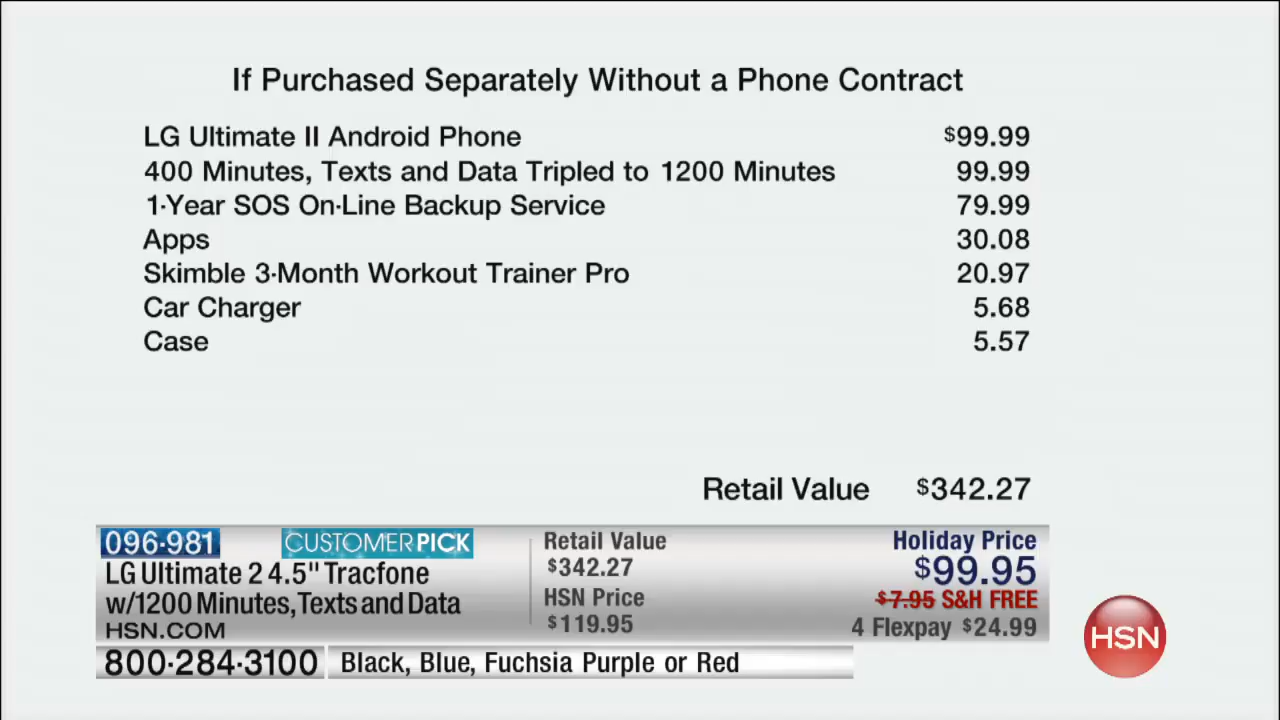 If Purchased Separately Without a Phone Contract
LG Ultimate II Android Phone $99.99
400 Minutes, Texts and Data Tripled to 1200 Minutes 99.99
1-Year SOS On-Line Backup Service 79.99
Apps 30.08
Skimble 3-Month Workout Trainer Pro 20.97
Car Charger 5.68
Case 5.57
Retail Value $342.27
096-981 CUSTOMER PICK
LG Ultimate 2 4.5" Tracfone
w/1200 Minutes, Texts and Data
HSN.COM
Retail Value
$342.27
HSN Price
$119.95
Holiday Price
$99.95
$7.95 S&H FREE
4 Flexpay $24.99
800-284-3100 Black, Blue, Fuchsia Purple or Red
HSN